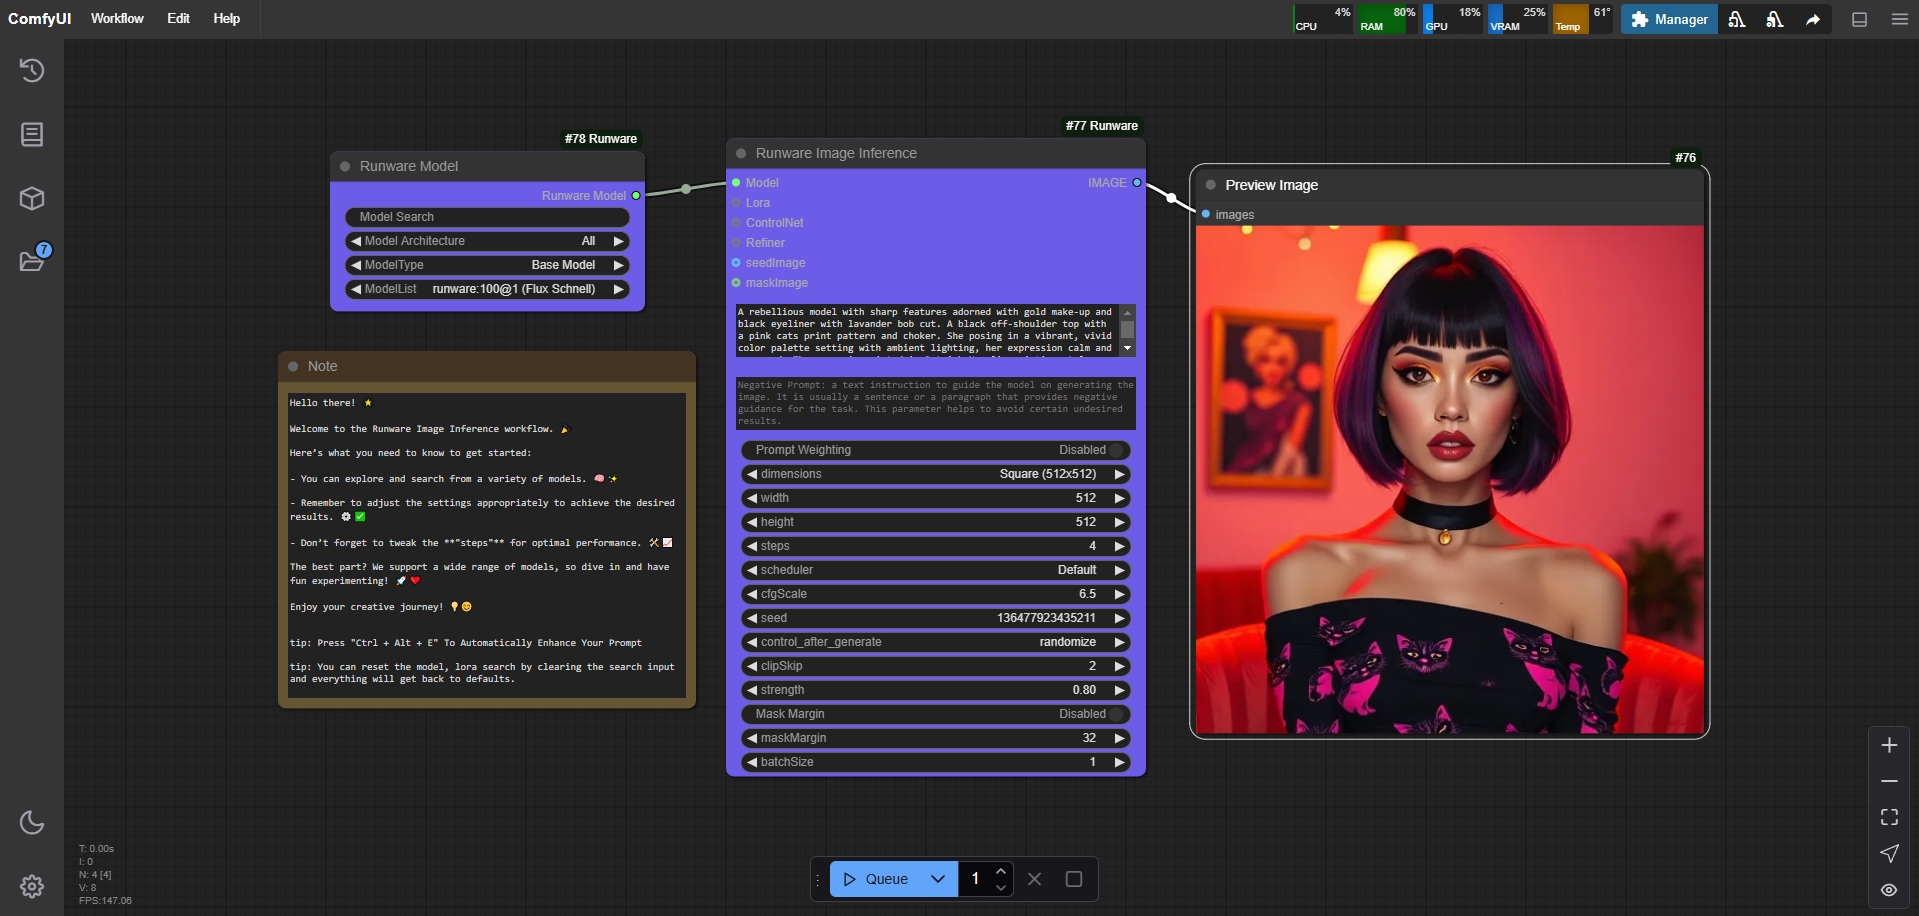 ComfyUI Workflow Edit Help
CPU 4% RAM 80% GPU 18% VRAM 25% Temp 61°
Manager
7
#78 Runware
Runware Model
Runware Model
Model Search
Model Architecture All
ModelType Base Model
ModelList runware:100@1 (Flux Schnell)
Note
Hello there! ⭐
Welcome to the Runware Image Inference workflow. 🎉
Here's what you need to know to get started:
- You can explore and search from a variety of models. 🧠✨
- Remember to adjust the settings appropriately to achieve the desired
results. ⚙️✅
- Don't forget to tweak the **"steps"** for optimal performance. 🛠️📈
The best part? We support a wide range of models, so dive in and have
fun experimenting! 🚀❤️
Enjoy your creative journey! 💡😊
tip: Press "Ctrl + Alt + E" To Automatically Enhance Your Prompt
tip: You can reset the model, lora search by clearing the search input
and everything will get back to defaults.
#77 Runware
Runware Image Inference
Model IMAGE
Lora
ControlNet
Refiner
seedImage
maskImage
A rebellious model with sharp features adorned with gold make-up and
black eyeliner with lavander bob cut. A black off-shoulder top with
a pink cats print pattern and choker. She posing in a vibrant, vivid
color palette setting with ambient lighting, her expression calm and
Negative Prompt: a text instruction to guide the model on generating the
image. It is usually a sentence or a paragraph that provides negative
guidance for the task. This parameter helps to avoid certain undesired
results.
Prompt Weighting Disabled
dimensions Square (512x512)
width 512
height 512
steps 4
scheduler Default
cfgScale 6.5
seed 136477923435211
control_after_generate randomize
clipSkip 2
strength 0.80
Mask Margin Disabled
maskMargin 32
batchSize 1
#76
Preview Image
images
T: 0.00s
I: 0
N: 4 [4]
V: 8
FPS:147.06
Queue 1